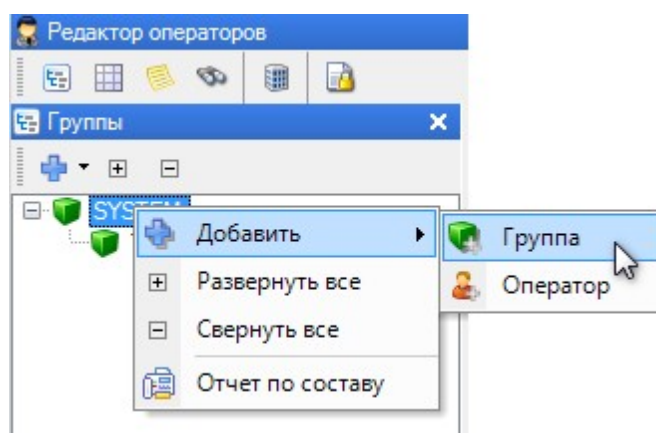 Редактор операторов
Группы
SYSTEM
Добавить
Группа
Развернуть все
Оператор
Свернуть все
Отчет по составу